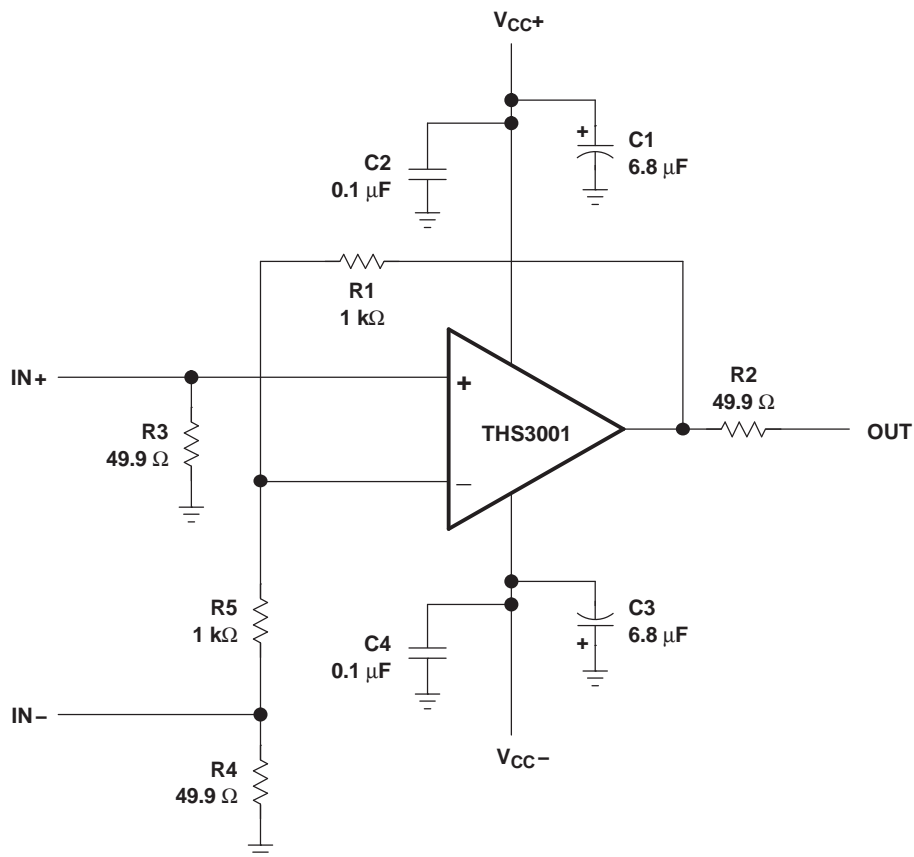 VCC+
C2
0.1 μF
+
C1
6.8 μF
R1
1 kΩ
IN+
+
R3
49.9 Ω
THS3001
R2
49.9 Ω
OUT
−
R5
1 kΩ
C4
0.1 μF
C3
6.8 μF
+
IN−
VCC−
R4
49.9 Ω